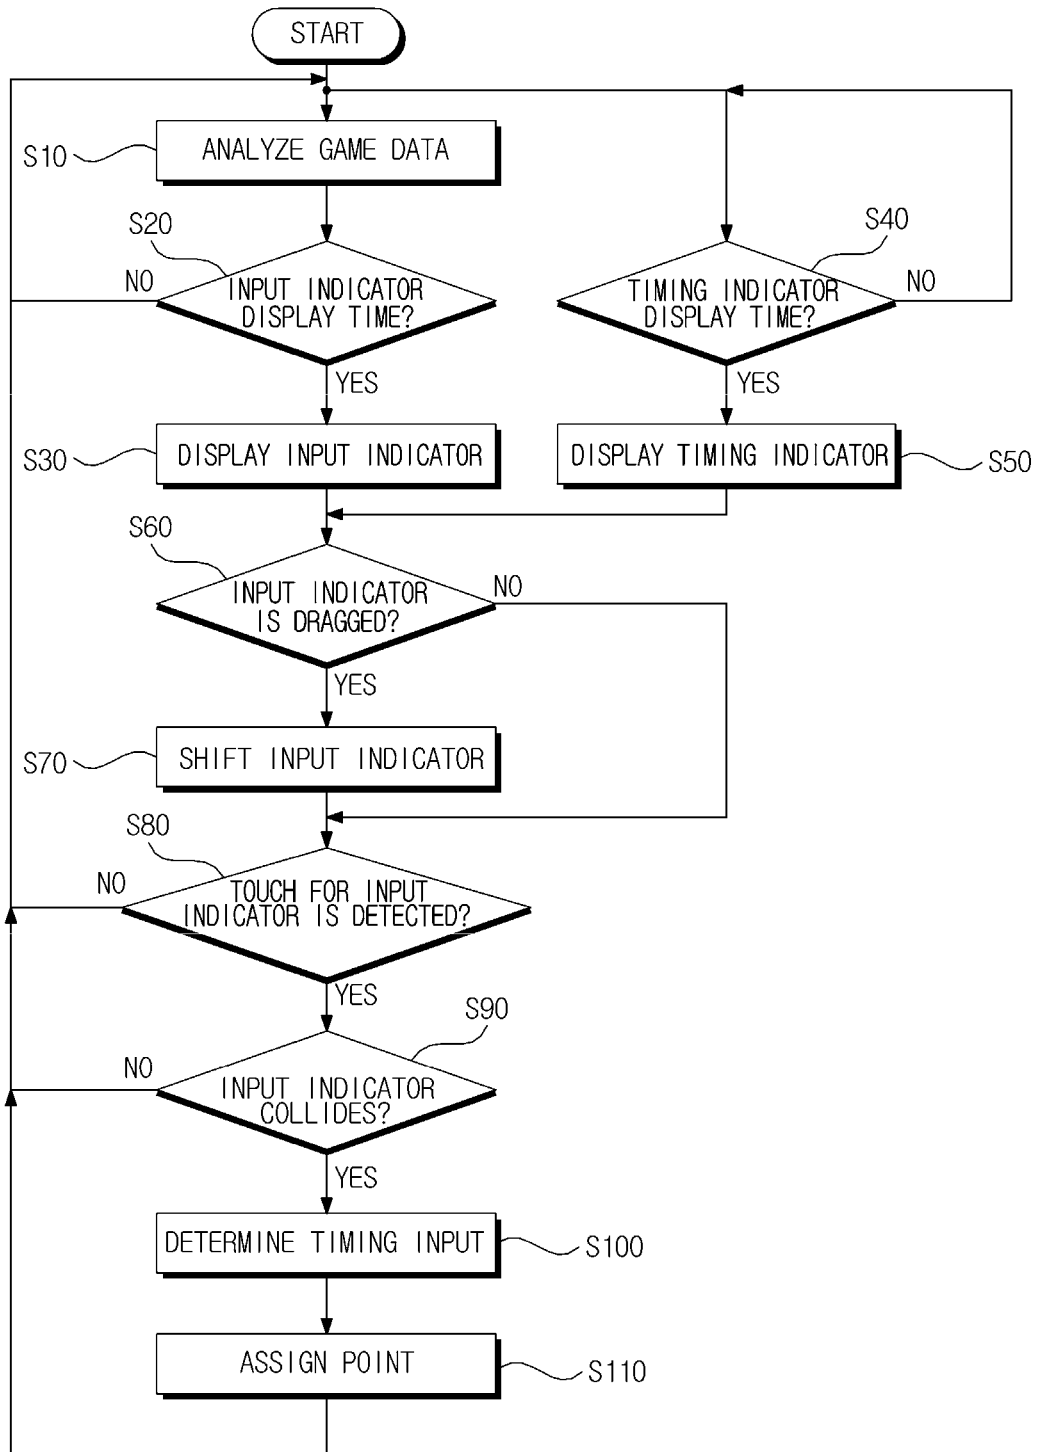 START
S10
ANALYZE GAME DATA
S20
S40
NO
INPUT INDICATOR
DISPLAY TIME?
TIMING INDICATOR
DISPLAY TIME?
NO
YES
YES
S30
DISPLAY INPUT INDICATOR
DISPLAY TIMING INDICATOR
S50
S60
INPUT INDICATOR
IS DRAGGED?
NO
YES
S70
SHIFT INPUT INDICATOR
S80
NO
TOUCH FOR INPUT
INDICATOR IS DETECTED?
YES
S90
NO
INPUT INDICATOR
COLLIDES?
YES
DETERMINE TIMING INPUT
S100
ASSIGN POINT
S110